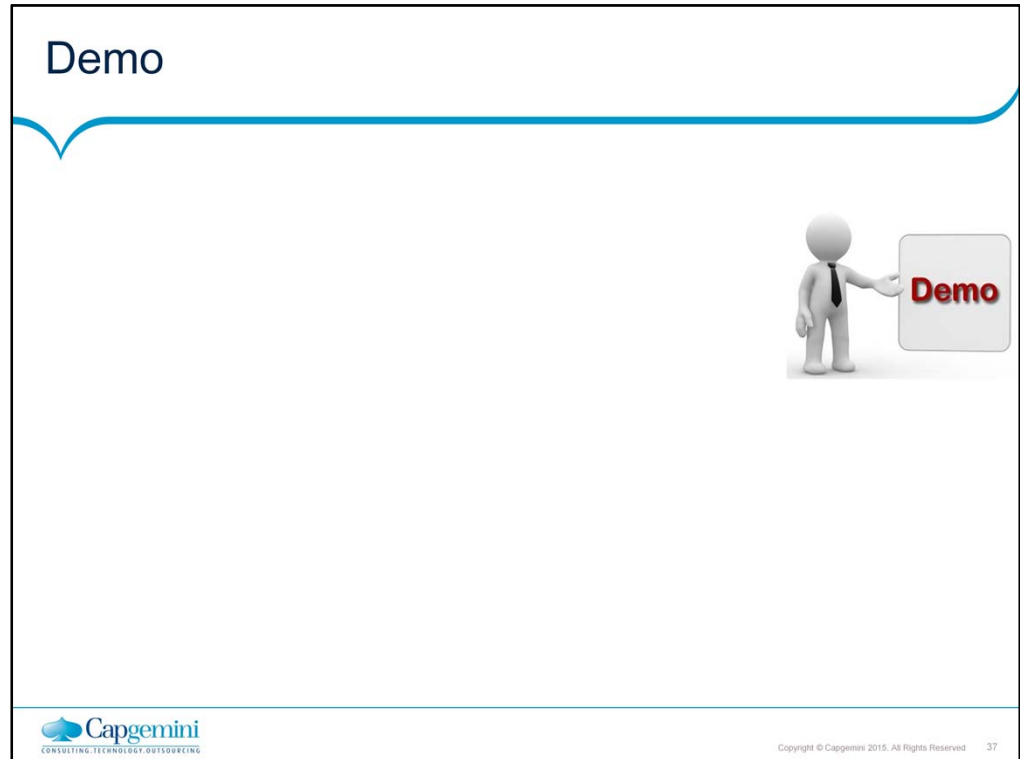 Demo
Demo
Capgemini
CONSULTING.TECHNOLOGY.OUTSOURCING
Copyright © Capgemini 2015. All Rights Reserved 37